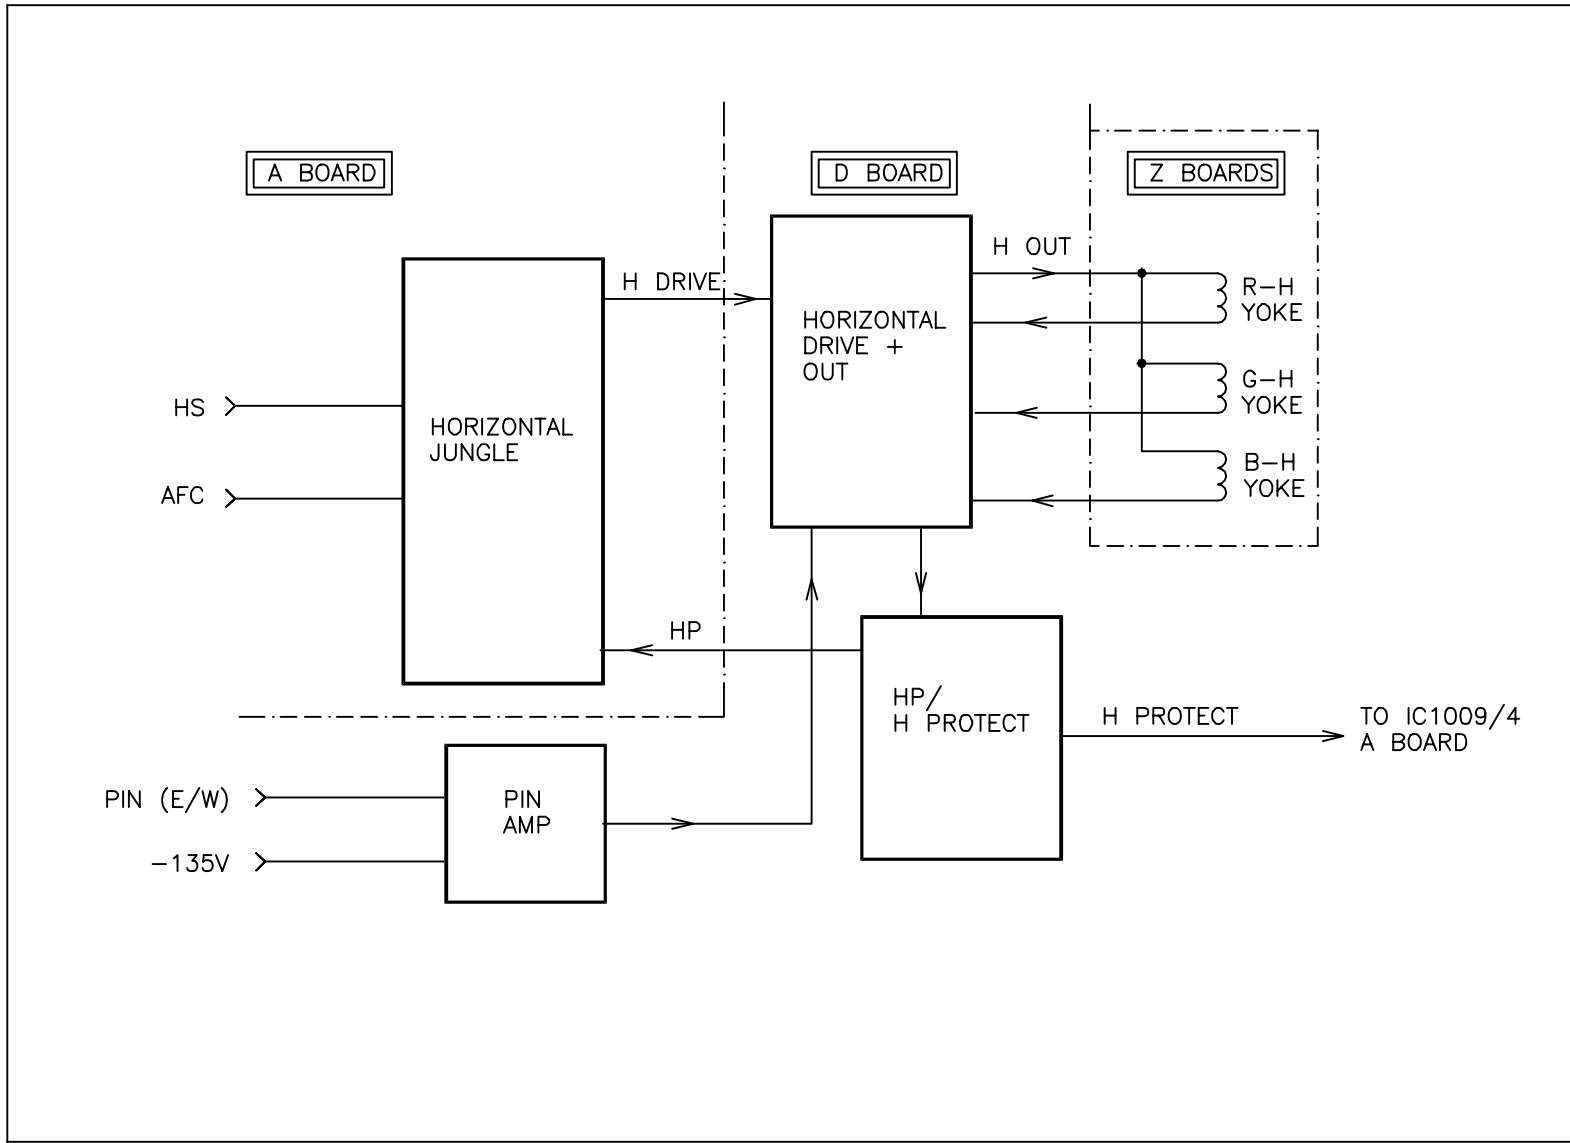 A BOARD
D BOARD
Z BOARDS
H DRIVE
HORIZONTAL
DRIVE +
OUT
H OUT
R-H
YOKE
G-H
YOKE
B-H
YOKE
HS
AFC
HORIZONTAL
JUNGLE
HP
HP/
H PROTECT
H PROTECT
TO IC1009/4
A BOARD
PIN (E/W)
-135V
PIN
AMP